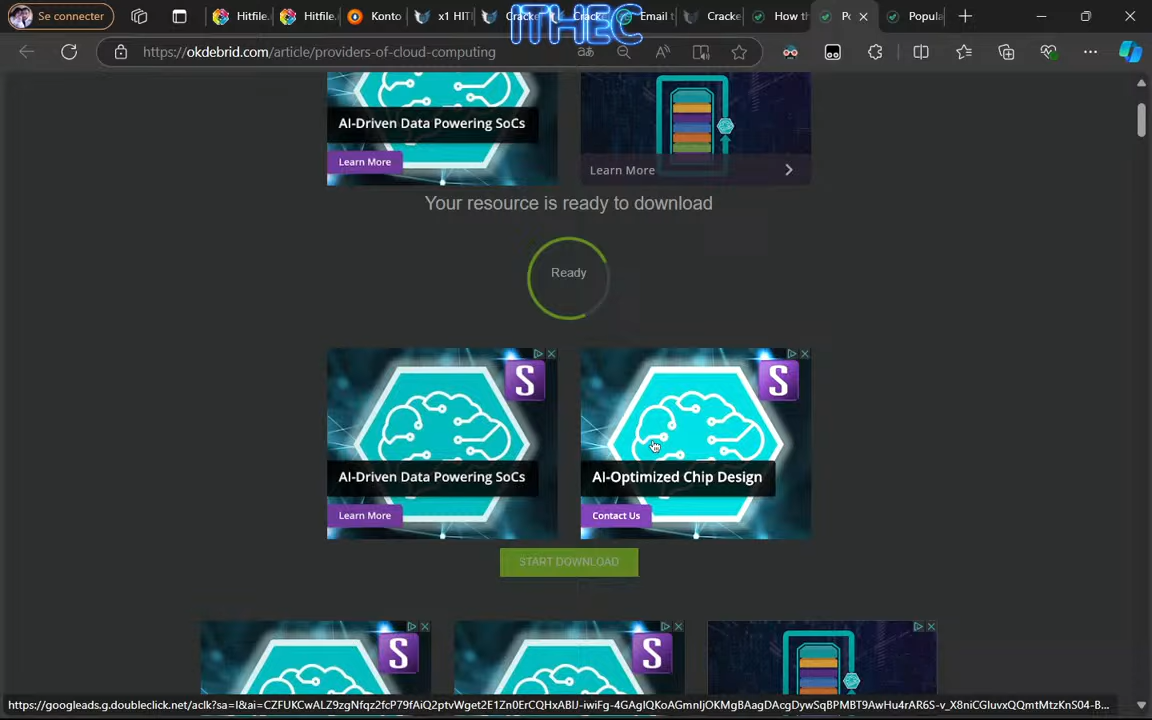 ITHEC
Se connecter
Hitfile.
Hitfile.
Konto
x1 HIT
Cracke
Crack
Email t
Cracke
How th
Po
Popula
https://okdebrid.com/article/providers-of-cloud-computing
AI-Driven Data Powering SoCs
Learn More
Learn More
Your resource is ready to download
Ready
S
S
AI-Driven Data Powering SoCs
AI-Optimized Chip Design
Learn More
Contact Us
START DOWNLOAD
S
S